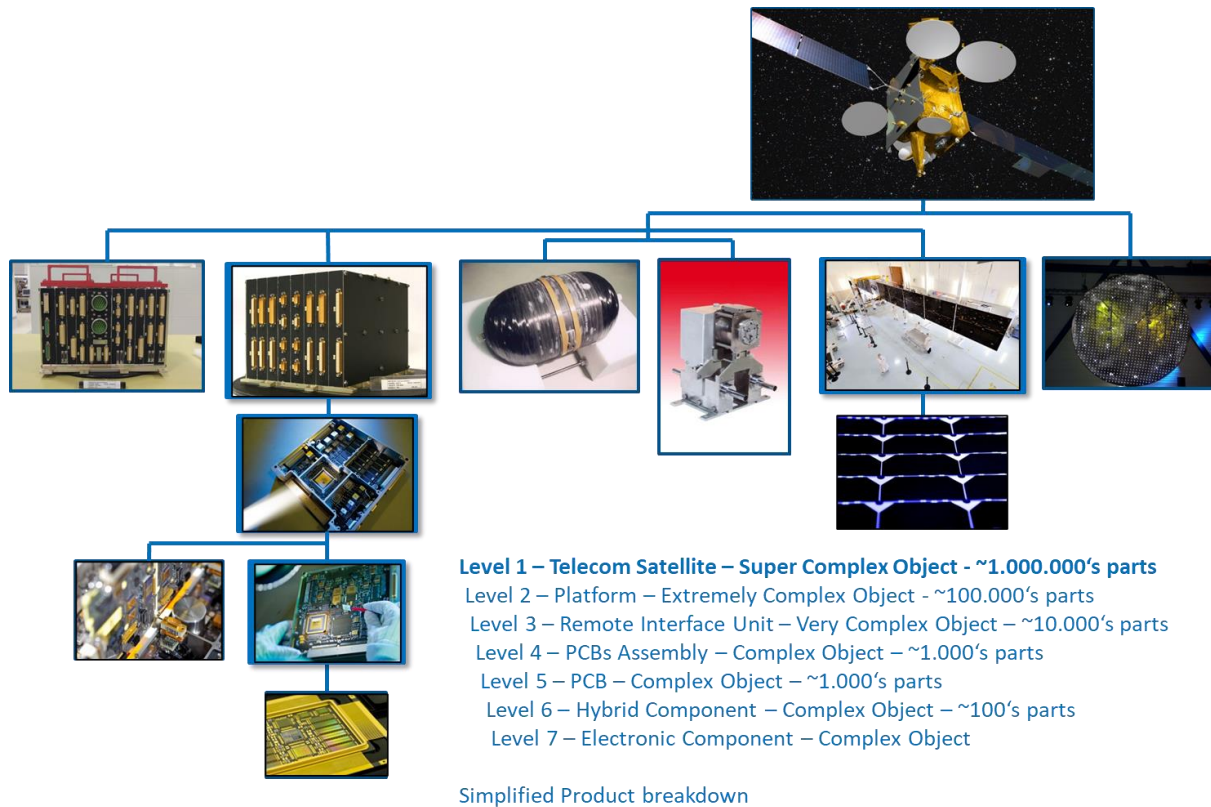 Level 1 – Telecom Satellite – Super Complex Object - ~1.000.000‘s parts
Level 2 – Platform – Extremely Complex Object - ~100.000‘s parts
Level 3 – Remote Interface Unit – Very Complex Object – ~10.000‘s parts
Level 4 – PCBs Assembly – Complex Object – ~1.000‘s parts
Level 5 – PCB – Complex Object – ~1.000‘s parts
Level 6 – Hybrid Component – Complex Object – ~100‘s parts
Level 7 – Electronic Component – Complex Object
Simplified Product breakdown